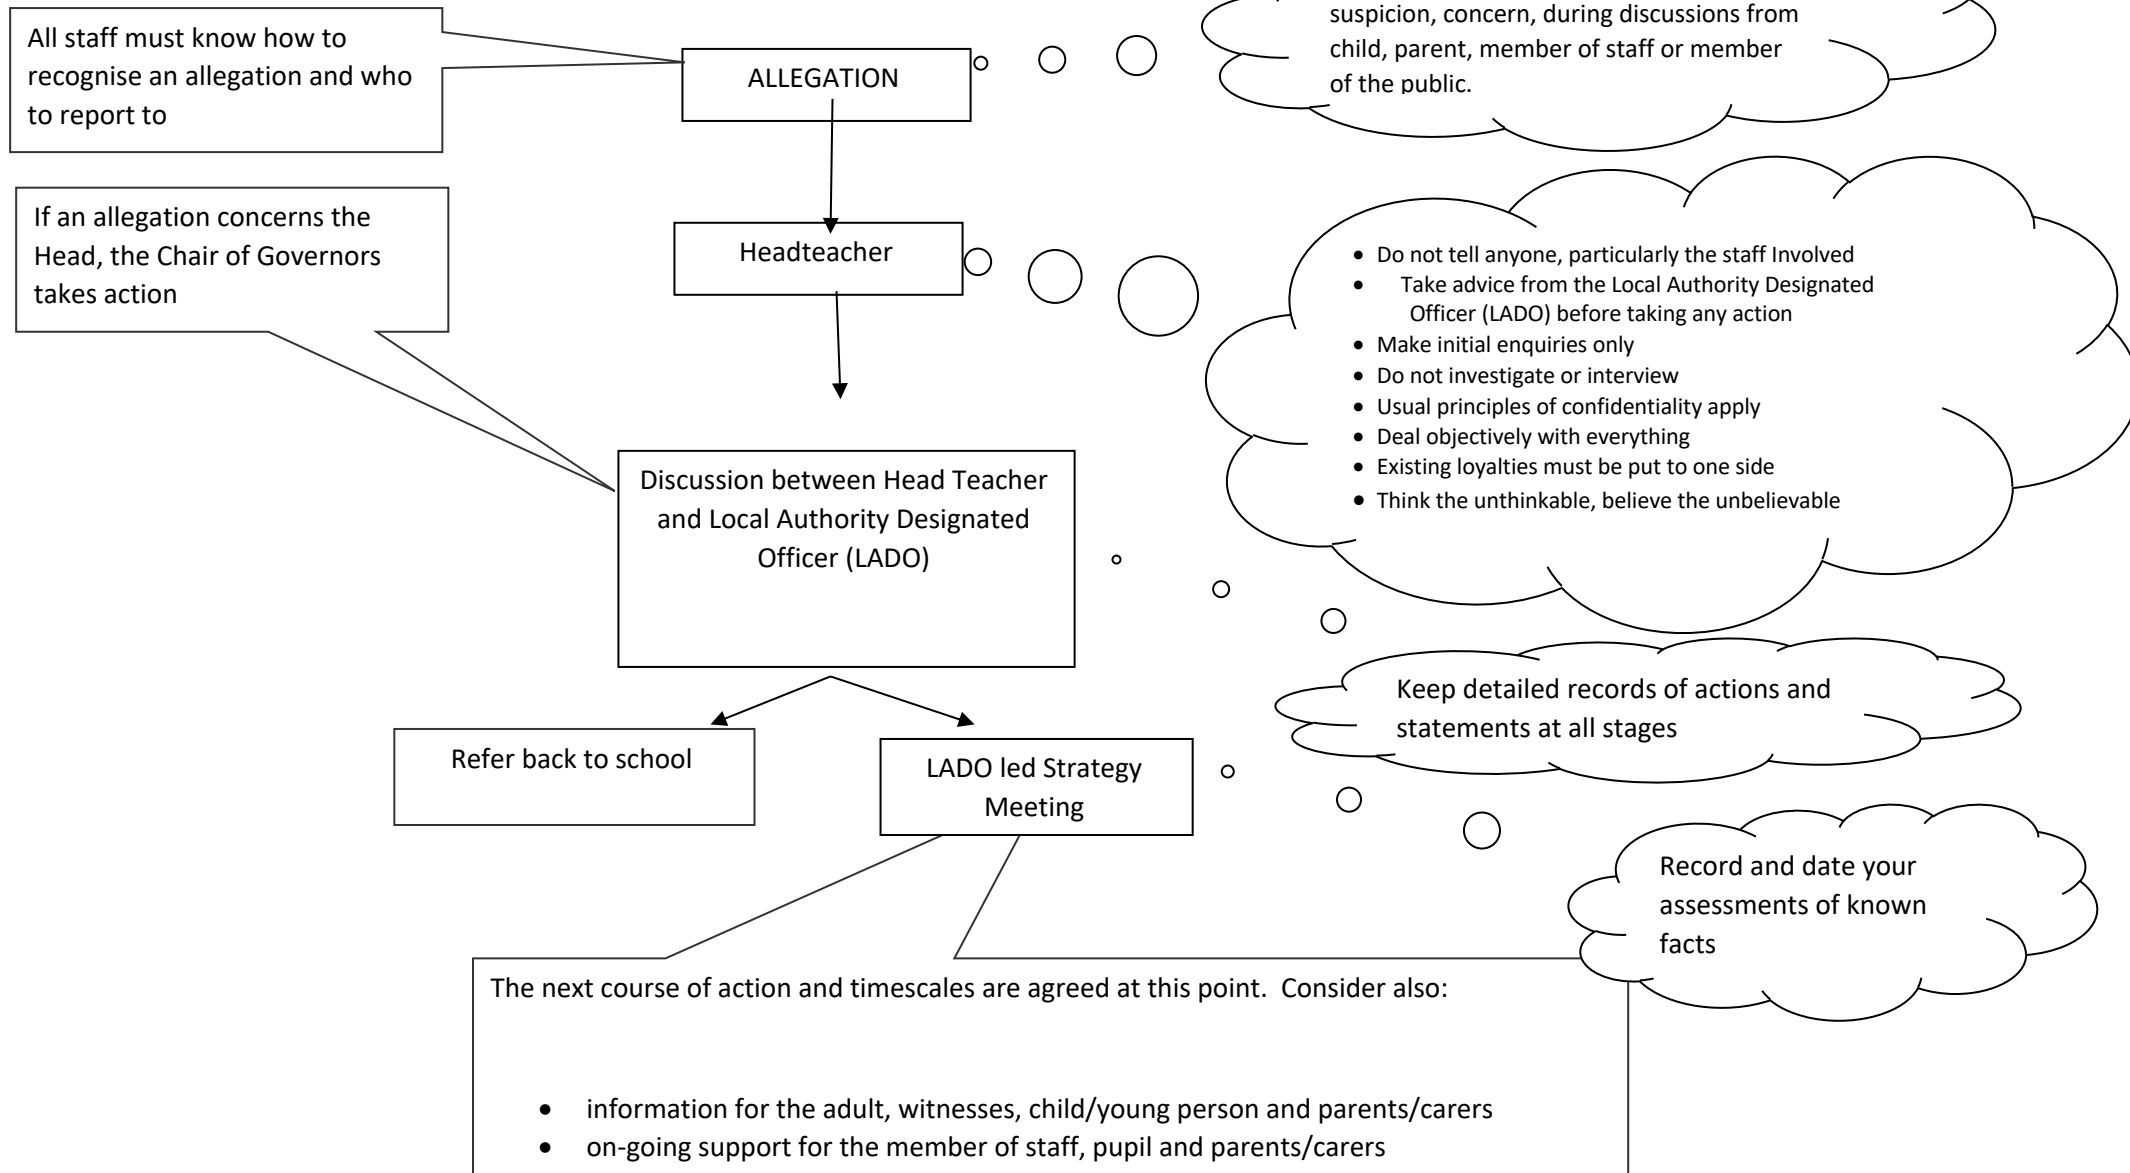 suspicion, concern, during discussions from
child, parent, member of staff or member
of the public.
All staff must know how to
recognise an allegation and who
to report to
ALLEGATION
If an allegation concerns the
Head, the Chair of Governors
takes action
Headteacher
• Do not tell anyone, particularly the staff Involved
• Take advice from the Local Authority Designated
Officer (LADO) before taking any action
• Make initial enquiries only
• Do not investigate or interview
• Usual principles of confidentiality apply
• Deal objectively with everything
• Existing loyalties must be put to one side
• Think the unthinkable, believe the unbelievable
Discussion between Head Teacher
and Local Authority Designated
Officer (LADO)
Keep detailed records of actions and
statements at all stages
Refer back to school
LADO led Strategy
Meeting
Record and date your
assessments of known
facts
The next course of action and timescales are agreed at this point.  Consider also:
• information for the adult, witnesses, child/young person and parents/carers
• on-going support for the member of staff, pupil and parents/carers